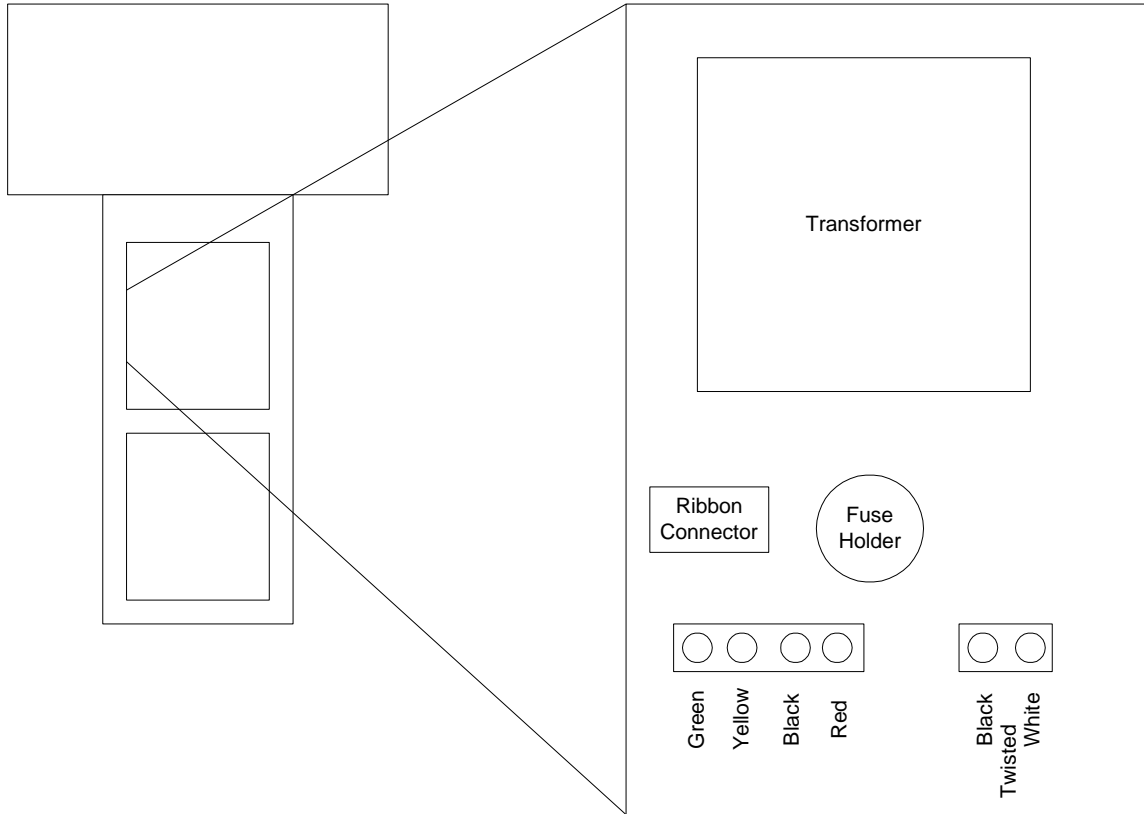 Transformer
Ribbon
Connector
Fuse
Holder
Green
Yellow
Black
Red
Black
Twisted
White